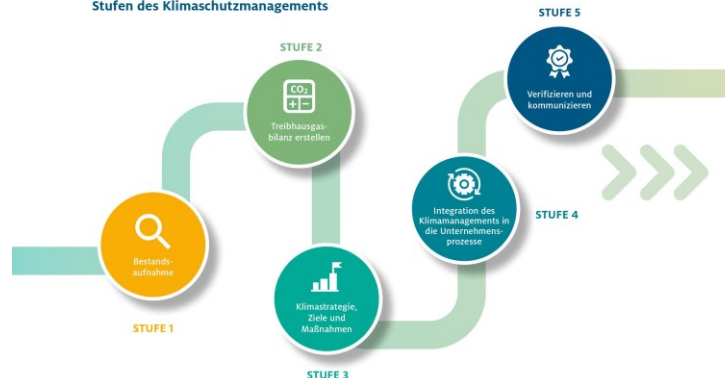 Stufen des Klimaschutzmanagements
STUFE 1
Bestands-
aufnahme
STUFE 2
CO₂
+ −
Treibhausgas-
bilanz erstellen
STUFE 3
Klimastrategie,
Ziele und
Maßnahmen
STUFE 4
Integration des
Klimamanagements in
die Unternehmens-
prozesse
STUFE 5
Verifizieren und
kommunizieren